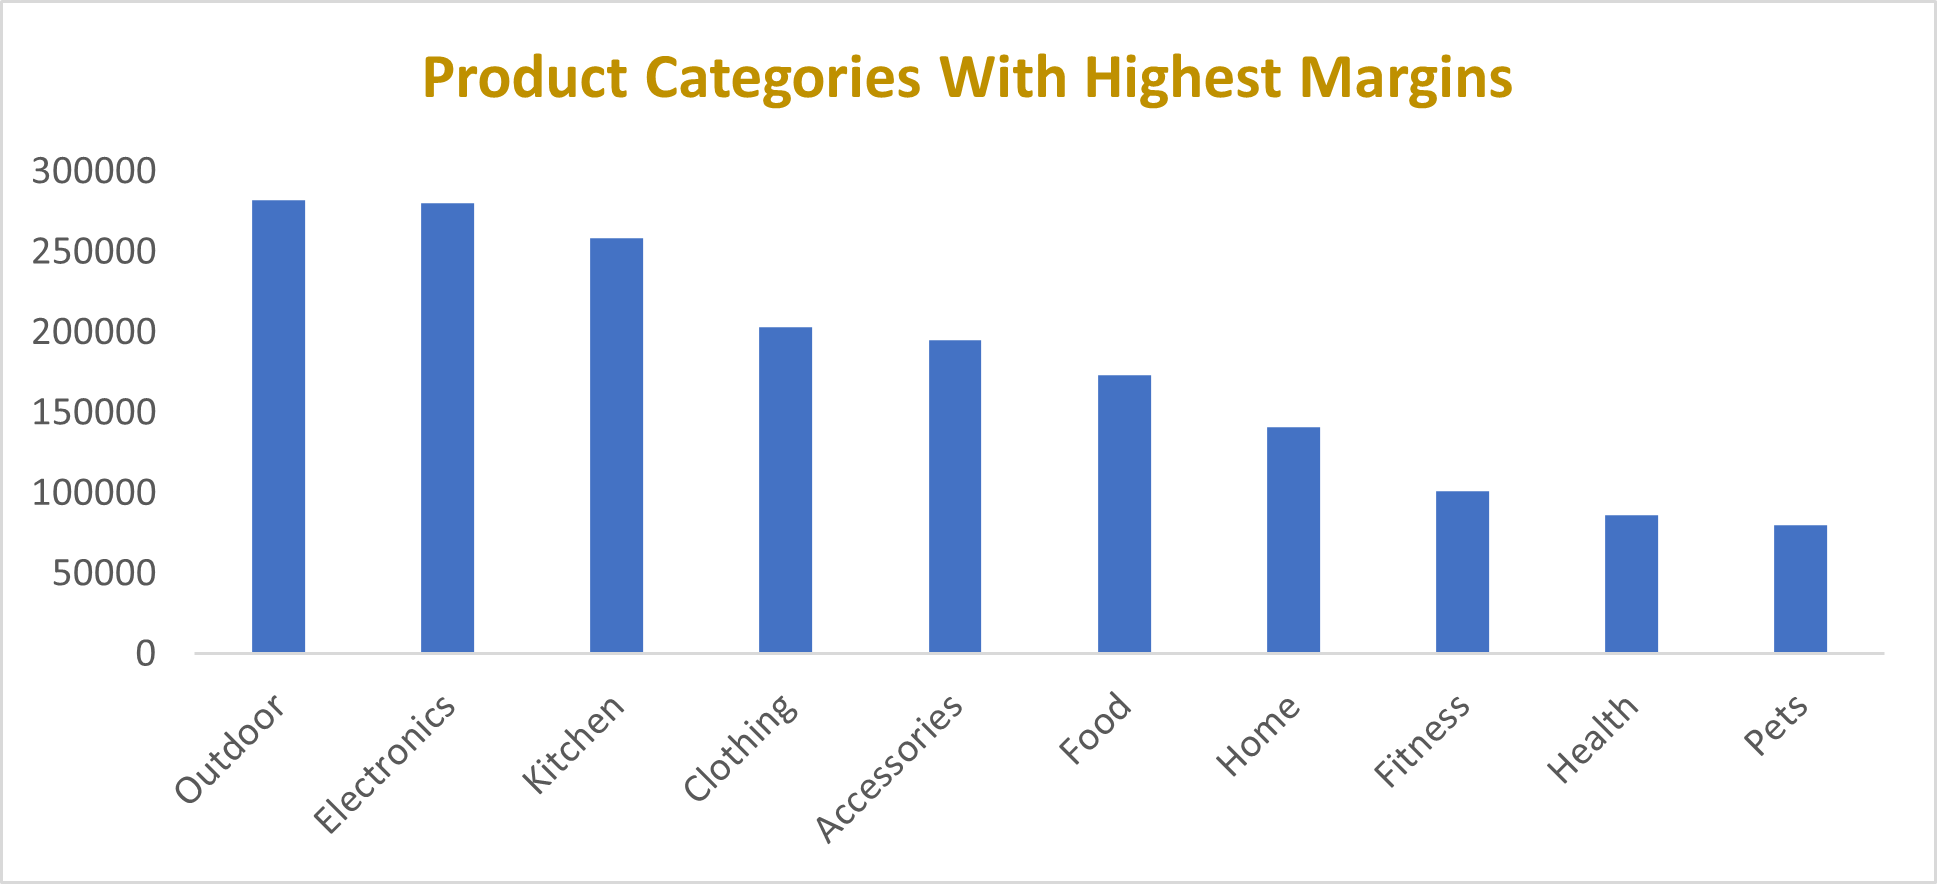 Product Categories With Highest Margins
300000
250000
200000
150000
100000
50000
0
Outdoor
Electronics
Kitchen
Clothing
Accessories
Food
Home
Fitness
Health
Pets